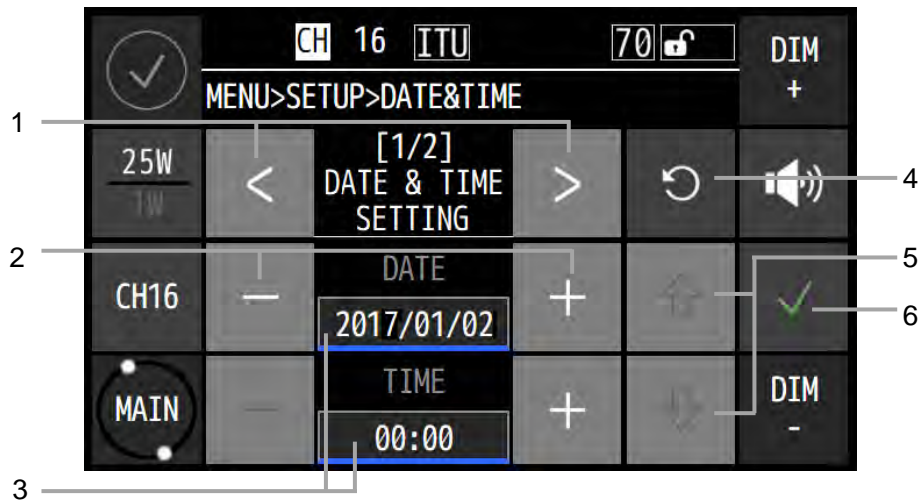 CH 16 ITU 70
DIM
+
MENU>SETUP>DATE&TIME
1
25W
1W
<
[1/2]
DATE & TIME
SETTING
>
4
2
CH16
−
DATE
2017/01/02
+
5
6
MAIN
−
TIME
00:00
+
DIM
-
3